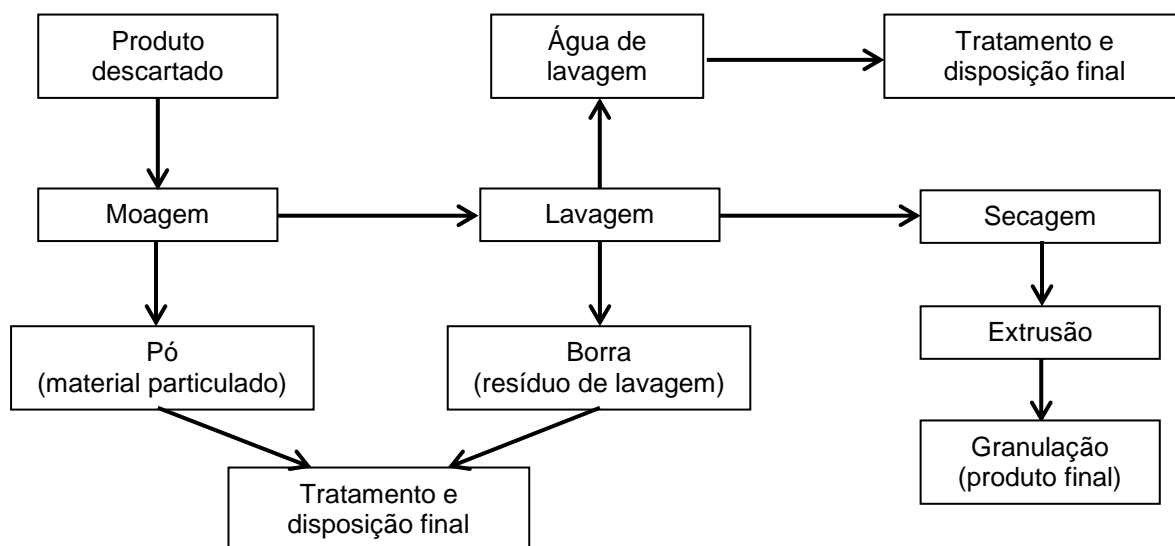 Produto
descartado
Água de
lavagem
Tratamento e
disposição final
Moagem
Lavagem
Secagem
Pó
(material particulado)
Borra
(resíduo de lavagem)
Extrusão
Granulação
(produto final)
Tratamento e
disposição final